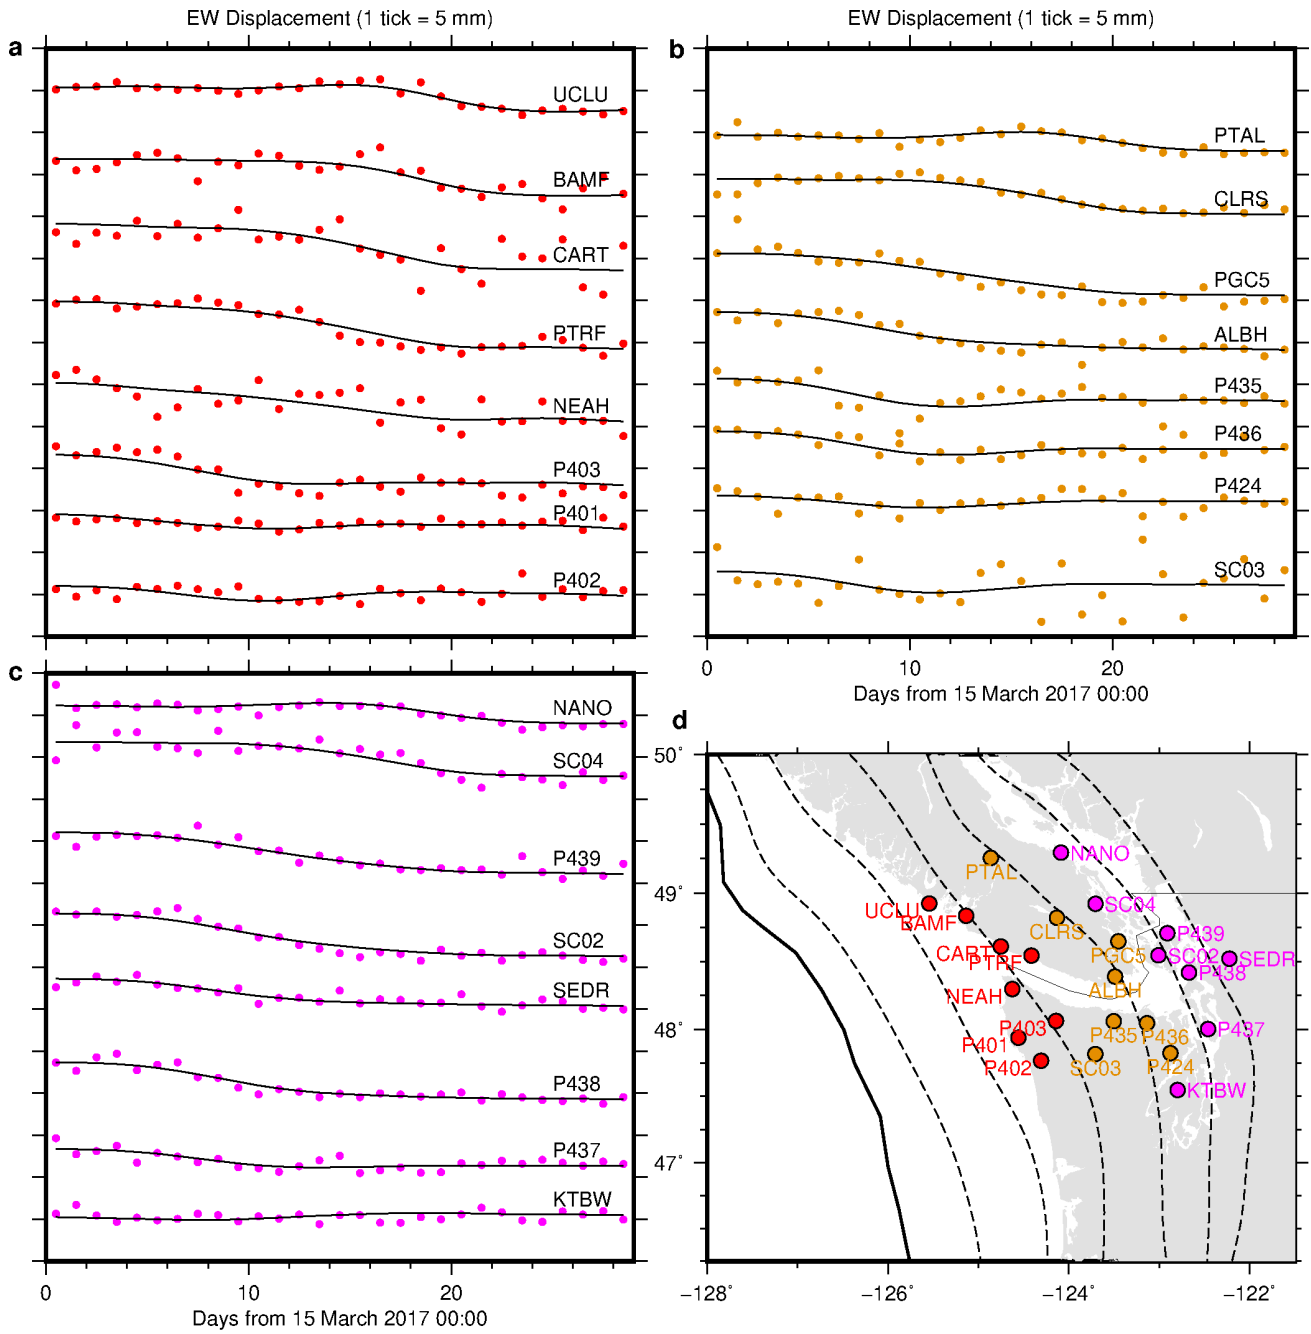 EW Displacement (1 tick = 5 mm)
a
UCLU
BAMF
CART
PTRF
NEAH
P403
P401
P402
EW Displacement (1 tick = 5 mm)
b
PTAL
CLRS
PGC5
ALBH
P435
P436
P424
SC03
0 10 20
Days from 15 March 2017 00:00
c
NANO
SC04
P439
SC02
SEDR
P438
P437
KTBW
0 10 20
Days from 15 March 2017 00:00
d
50°
49°
48°
47°
NANO
PTAL
SC04
UCLU
BAMF
CLRS
P439
CART
PTRF
PGC5
SC02
SEDR
P438
ALBH
NEAH
P403
P435
P436
P437
P401
P402
SC03
P424
KTBW
−128° −126° −124° −122°